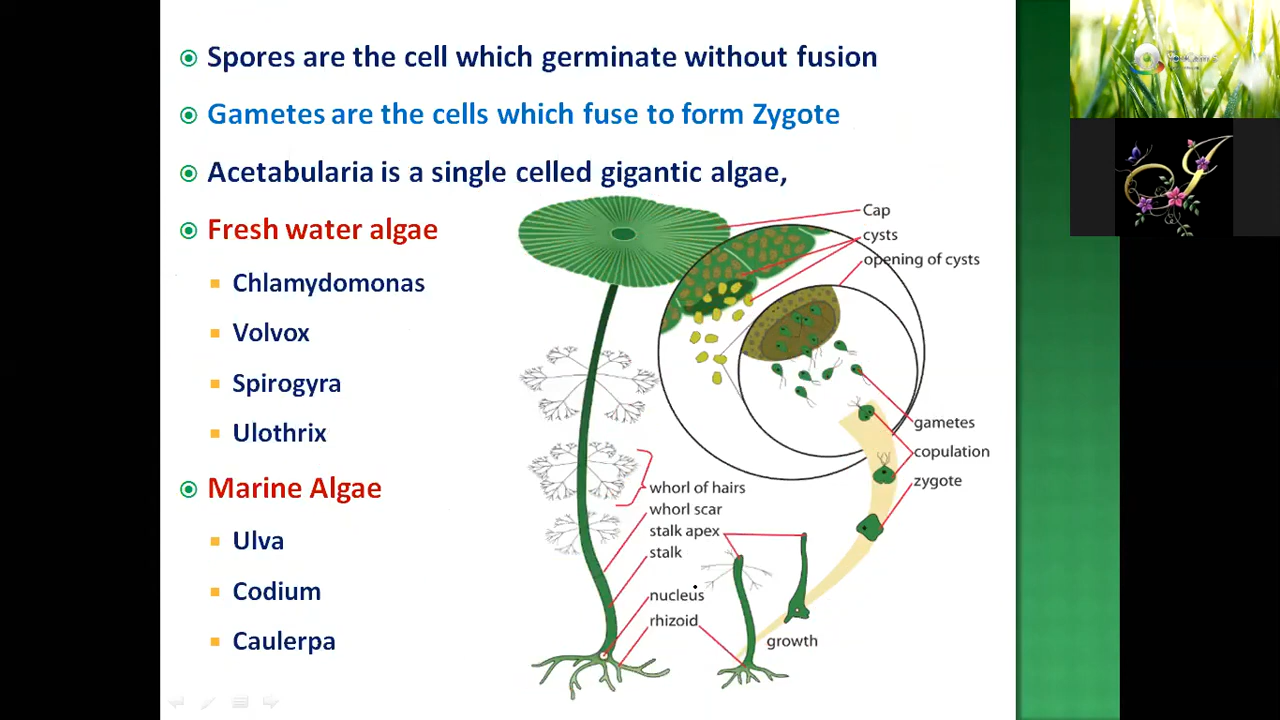 Spores are the cell which germinate without fusion
Gametes are the cells which fuse to form Zygote
Acetabularia is a single celled gigantic algae,
Fresh water algae
Chlamydomonas
Volvox
Spirogyra
Ulothrix
Marine Algae
Ulva
Codium
Caulerpa
Cap
cysts
opening of cysts
gametes
copulation
zygote
whorl of hairs
whorl scar
stalk apex
stalk
nucleus
rhizoid
growth